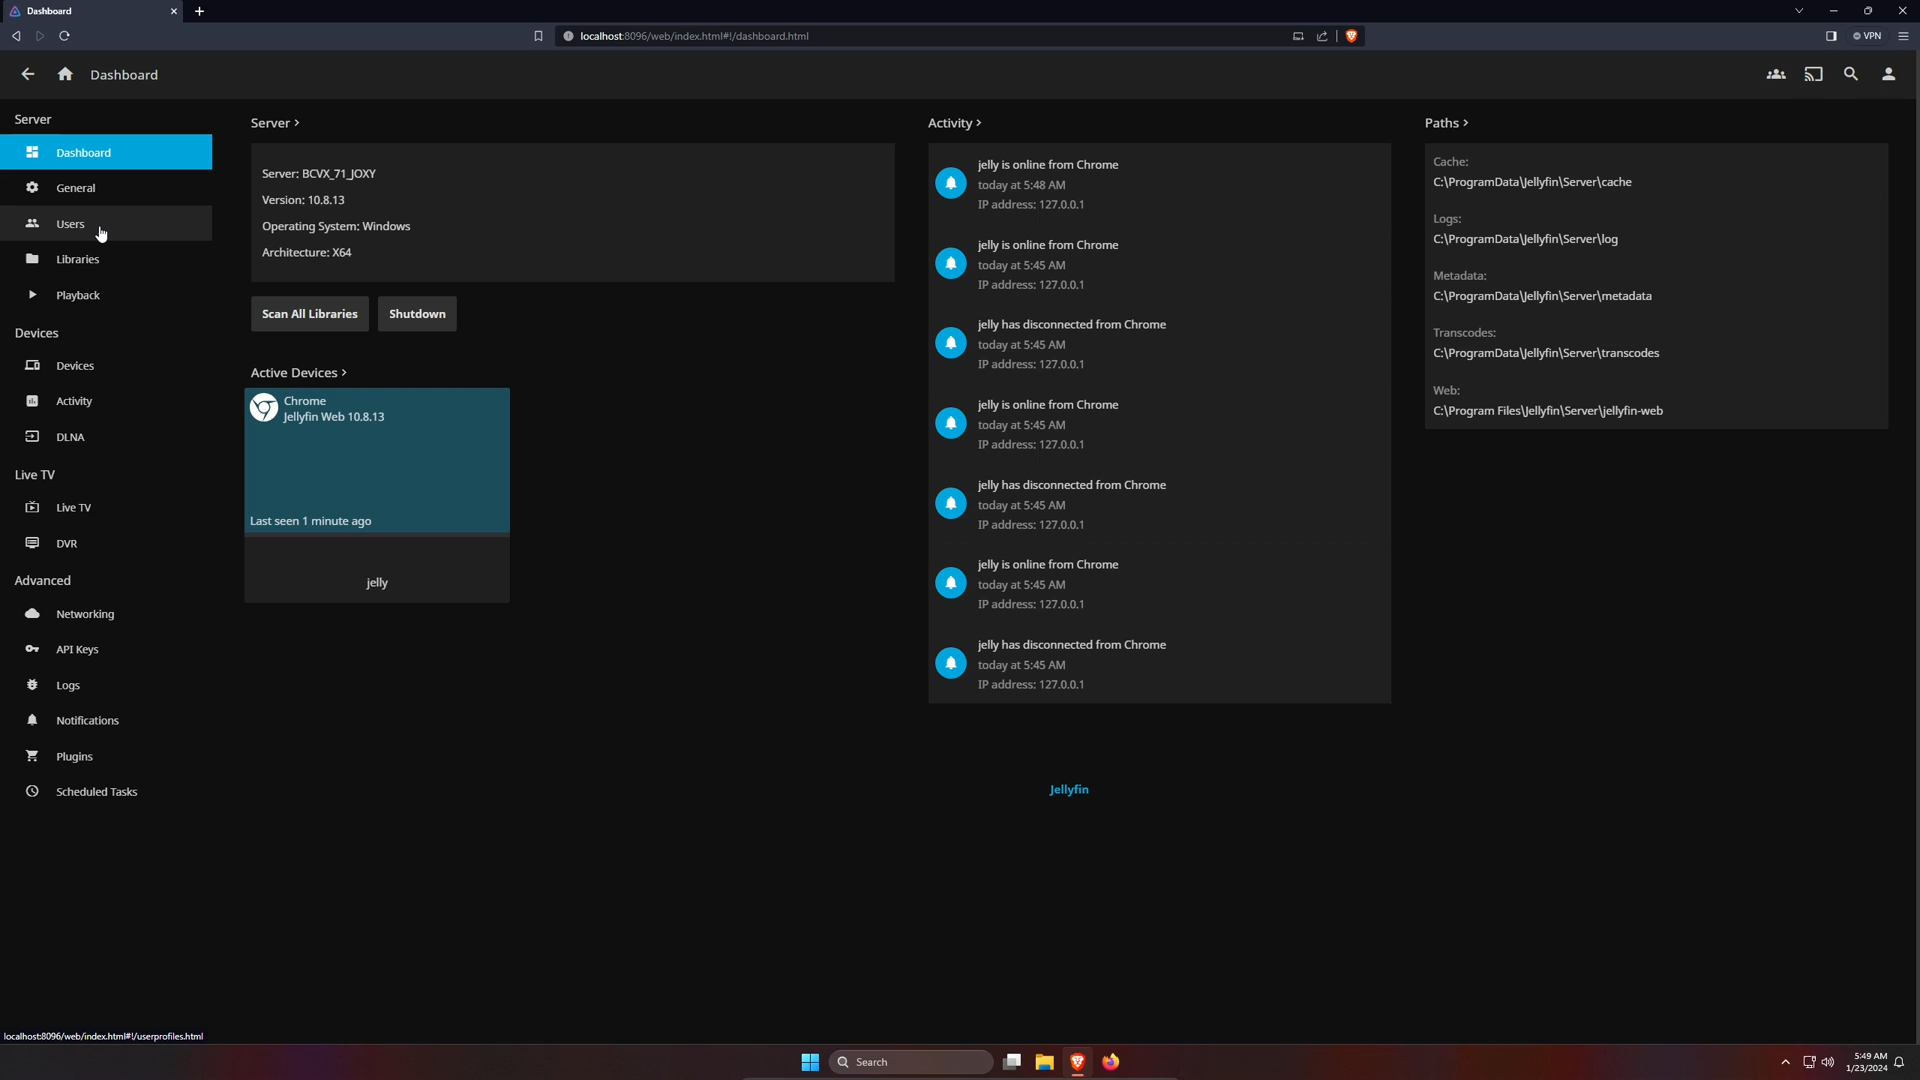 Dashboard
localhost:8096/web/index.html#!/dashboard.html
VPN
Dashboard
Server
Dashboard
General
Users
Libraries
Playback
Devices
Devices
Activity
DLNA
Live TV
Live TV
DVR
Advanced
Networking
API Keys
Logs
Notifications
Plugins
Scheduled Tasks
Server >
Server: BCVX_71_JOXY
Version: 10.8.13
Operating System: Windows
Architecture: X64
Scan All Libraries
Shutdown
Active Devices >
Chrome
Jellyfin Web 10.8.13
Last seen 1 minute ago
jelly
Activity >
jelly is online from Chrome
today at 5:48 AM
IP address: 127.0.0.1
jelly is online from Chrome
today at 5:45 AM
IP address: 127.0.0.1
jelly has disconnected from Chrome
today at 5:45 AM
IP address: 127.0.0.1
jelly is online from Chrome
today at 5:45 AM
IP address: 127.0.0.1
jelly has disconnected from Chrome
today at 5:45 AM
IP address: 127.0.0.1
jelly is online from Chrome
today at 5:45 AM
IP address: 127.0.0.1
jelly has disconnected from Chrome
today at 5:45 AM
IP address: 127.0.0.1
Paths >
Cache:
C:\ProgramData\Jellyfin\Server\cache
Logs:
C:\ProgramData\Jellyfin\Server\log
Metadata:
C:\ProgramData\Jellyfin\Server\metadata
Transcodes:
C:\ProgramData\Jellyfin\Server\transcodes
Web:
C:\Program Files\Jellyfin\Server\jellyfin-web
Jellyfin
localhost:8096/web/index.html#!/userprofiles.html
Search
5:49 AM
1/23/2024